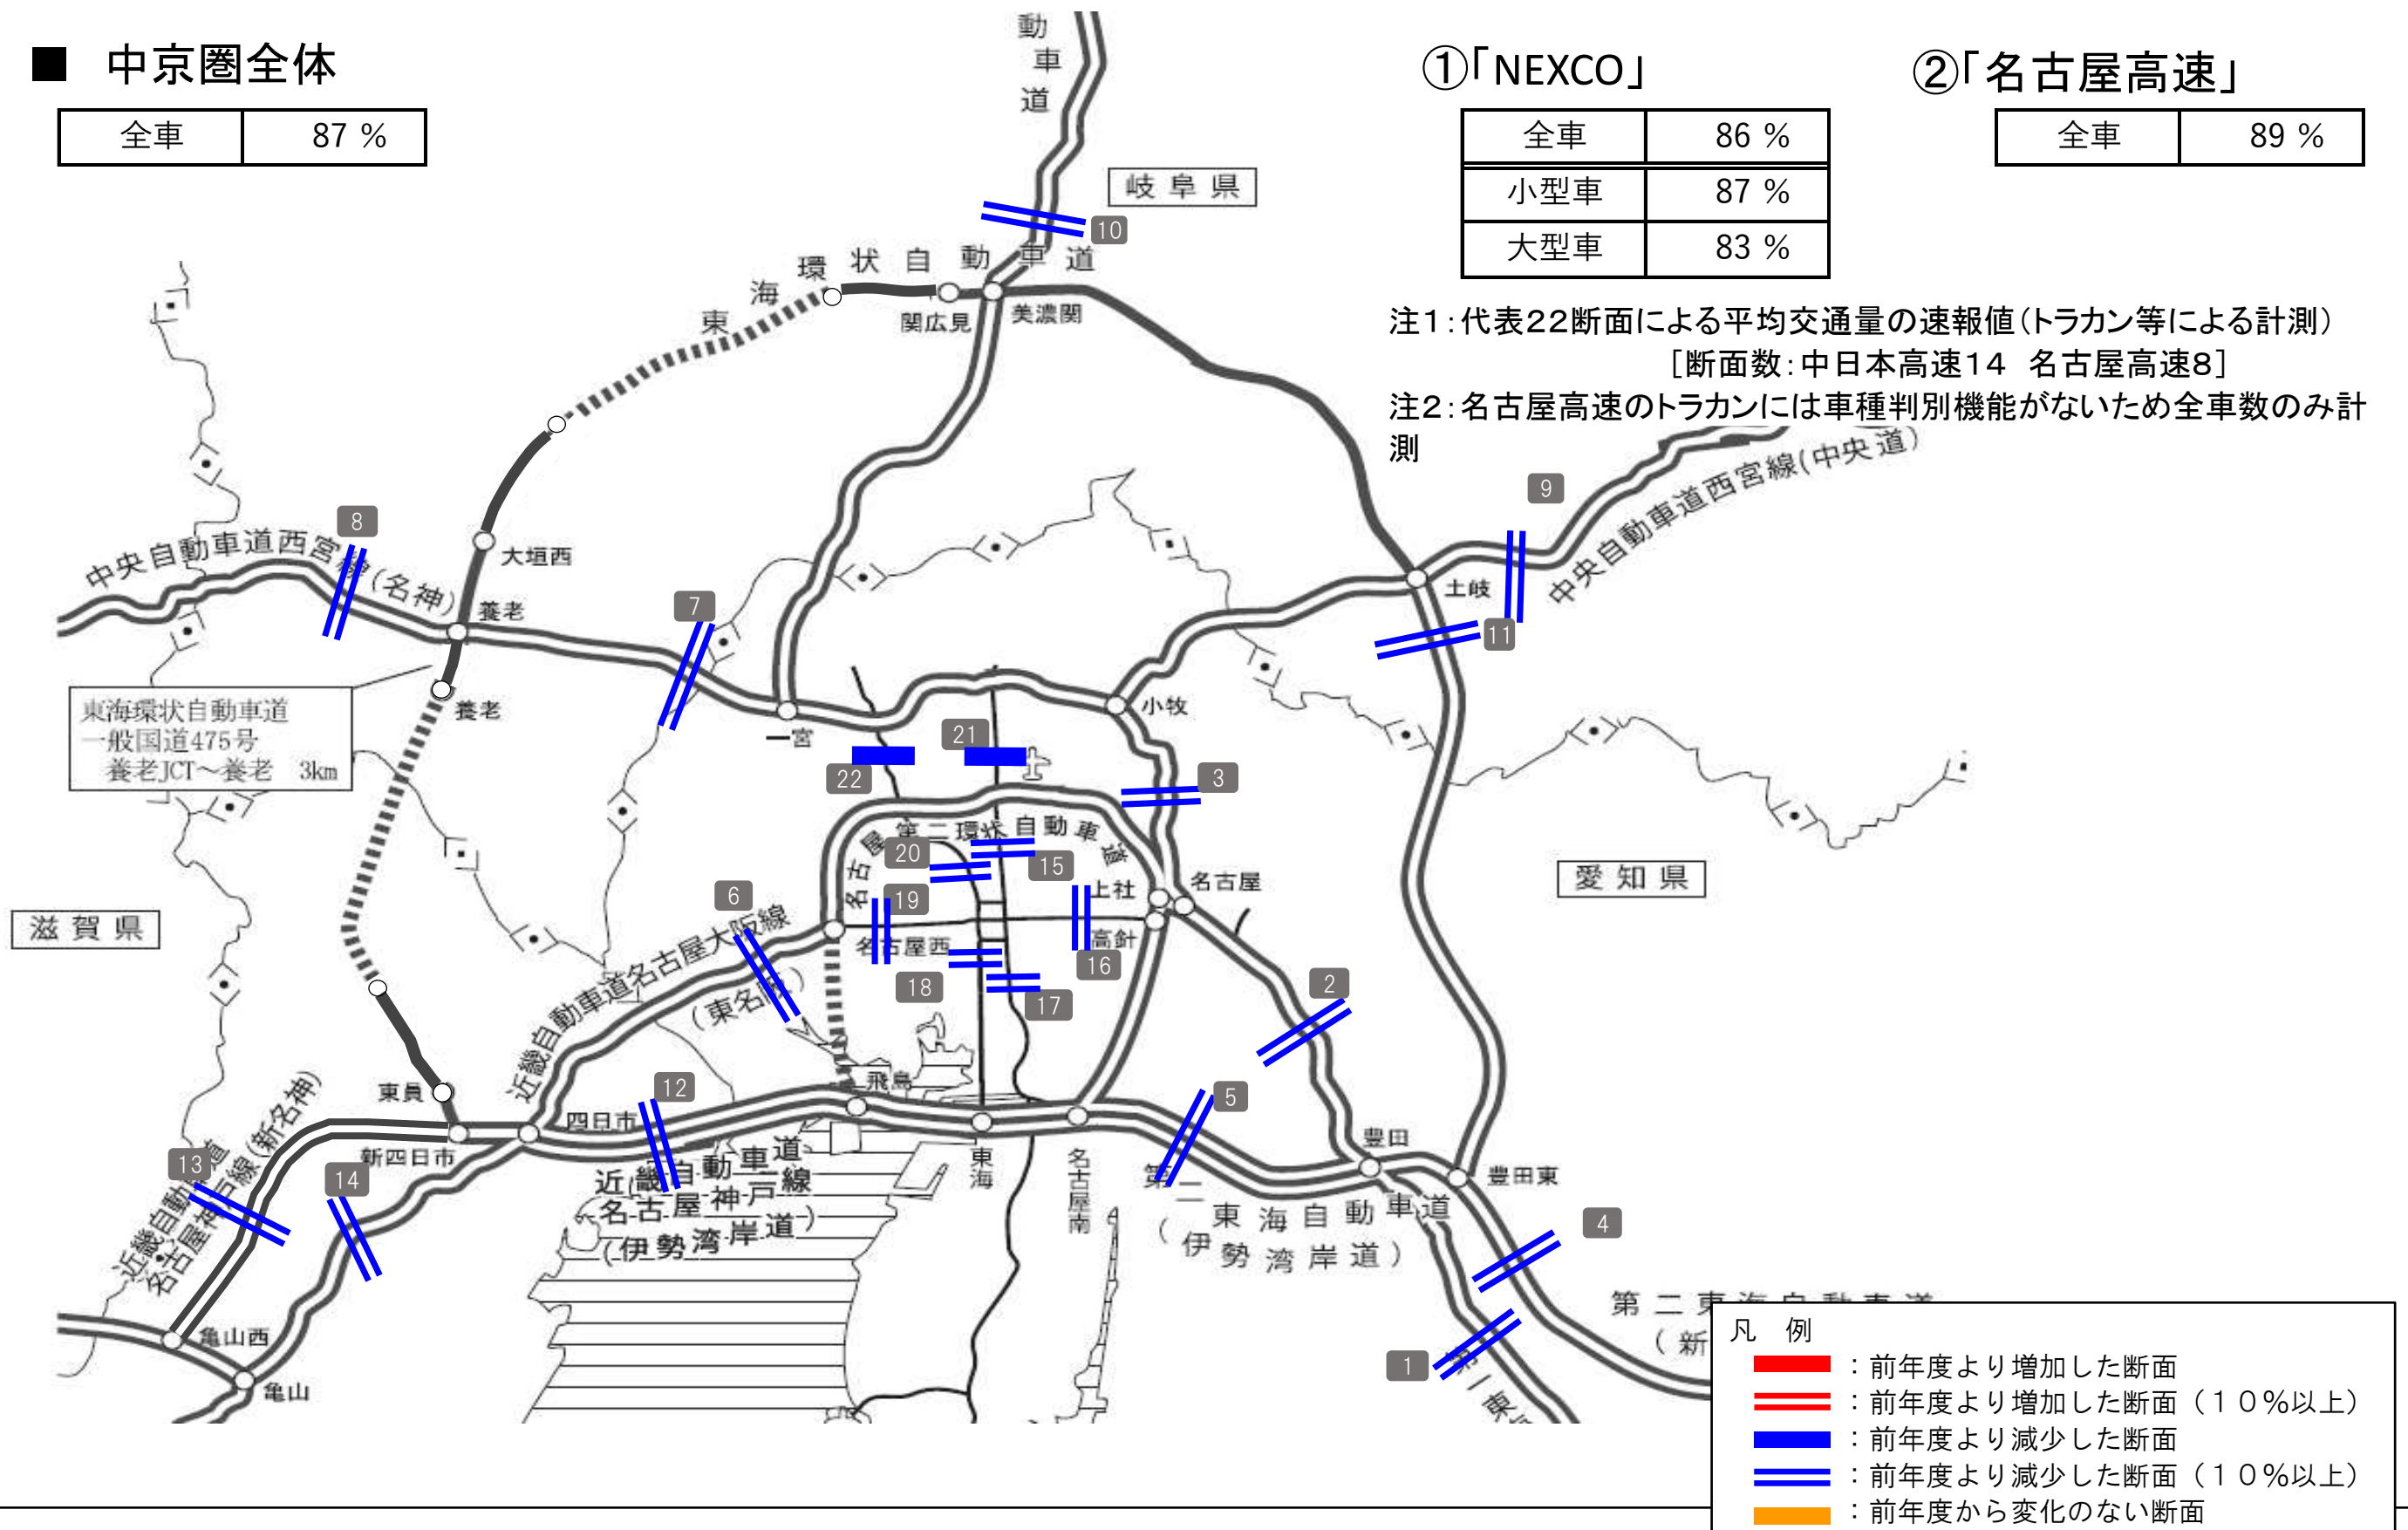 ■ 中京圏全体
全車 87 %
①「NEXCO」
全車 86 %
小型車 87 %
大型車 83 %
②「名古屋高速」
全車 89 %
注1:代表22断面による平均交通量の速報値(トラカン等による計測)
[断面数:中日本高速14 名古屋高速8]
注2:名古屋高速のトラカンには車種判別機能がないため全車数のみ計
測
動車道
岐阜県
10
東海環状自動車道
関広見
美濃関
9
中央自動車道西宮線(中央道)
8
中央自動車道西宮線(名神)
大垣西
養老
7
土岐
11
東海環状自動車道
一般国道475号
養老JCT~養老 3km
養老
一宮
小牧
21
22
3
名古屋第二環状自動車道
20
15
上社
名古屋
愛知県
6
19
滋賀県
名古屋西
高針
16
近畿自動車道名古屋大阪線
(東名阪)
18
17
2
東員
飛島
12
四日市
5
新四日市
13
14
近畿自動車道
名古屋神戸線(新名神)
近畿自動車道
名古屋神戸線
(伊勢湾岸道)
東海
名古屋南
豊田
豊田東
第二東海自動車道
(伊勢湾岸道)
4
亀山西
亀山
1
第一東
第二東海自動車道
(新
凡 例
:前年度より増加した断面
:前年度より増加した断面(10%以上)
:前年度より減少した断面
:前年度より減少した断面(10%以上)
:前年度から変化のない断面